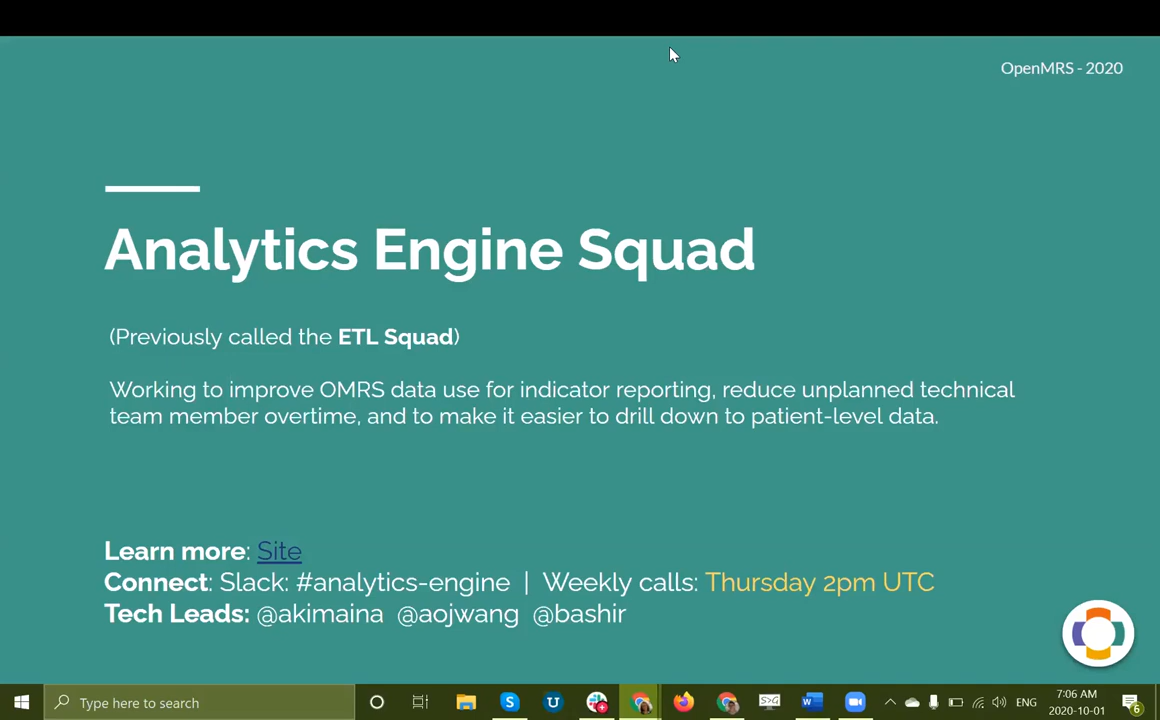 OpenMRS - 2020
Analytics Engine Squad
(Previously called the ETL Squad)
Working to improve OMRS data use for indicator reporting, reduce unplanned technical
team member overtime, and to make it easier to drill down to patient-level data.
Learn more: Site
Connect: Slack: #analytics-engine | Weekly calls: Thursday 2pm UTC
Tech Leads: @akimaina @aojwang @bashir
Type here to search
ENG
7:06 AM
2020-10-01
6